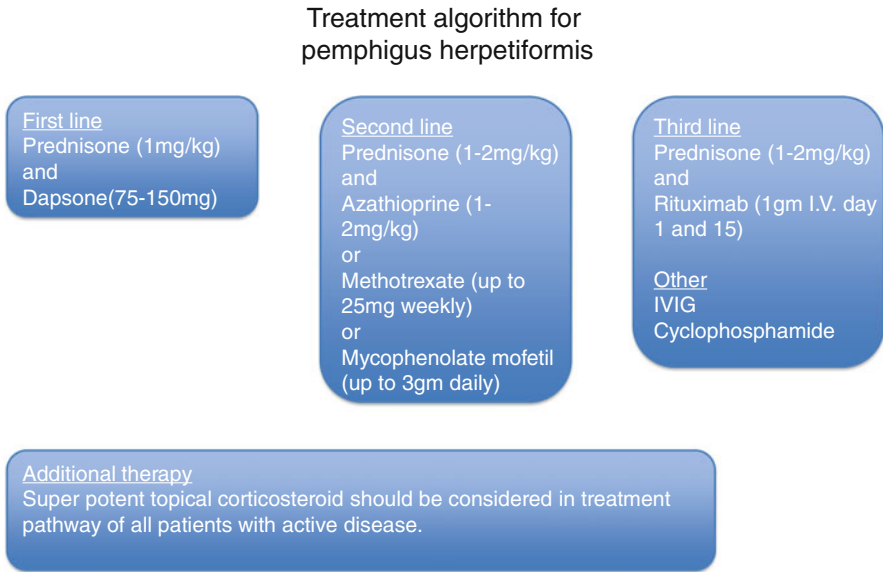 Treatment algorithm for
pemphigus herpetiformis
First line
Prednisone (1mg/kg)
and
Dapsone(75-150mg)
Second line
Prednisone (1-2mg/kg)
and
Azathioprine (1-
2mg/kg)
or
Methotrexate (up to
25mg weekly)
or
Mycophenolate mofetil
(up to 3gm daily)
Third line
Prednisone (1-2mg/kg)
and
Rituximab (1gm I.V. day
1 and 15)
Other
IVIG
Cyclophosphamide
Additional therapy
Super potent topical corticosteroid should be considered in treatment
pathway of all patients with active disease.